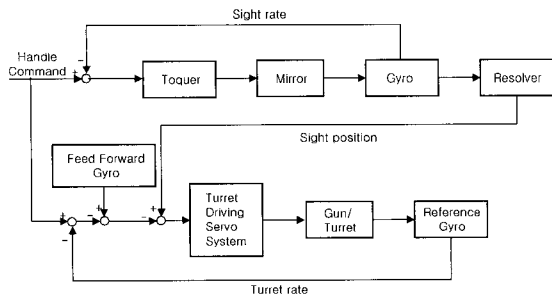 Sight rate
Handle
Command
+
−
Toquer
Mirror
Gyro
Resolver
Sight position
Feed Forward
Gyro
+
−
−
+
−
+
Turret
Driving
Servo
System
Gun/
Turret
Reference
Gyro
Turret rate